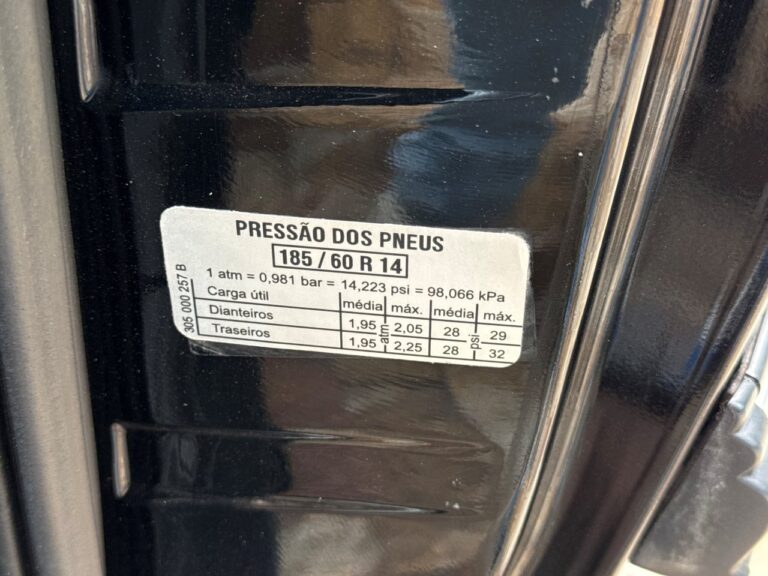 PRESSÃO DOS PNEUS
185 / 60 R 14
1 atm = 0,981 bar = 14,223 psi = 98,066 kPa
Carga útil média máx. média máx.
Dianteiros 1,95 atm 2,05 28 psi 29
Traseiros 1,95 2,25 28 32
305 000 257 B